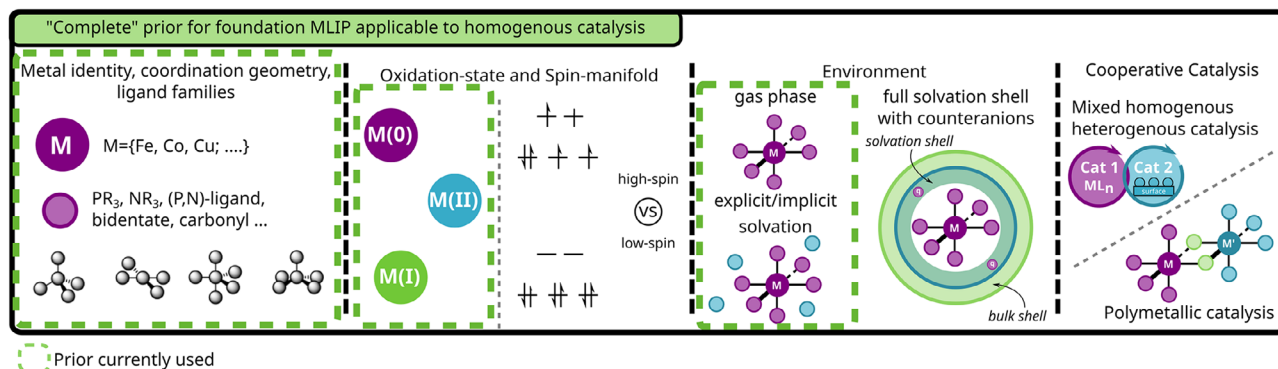 "Complete" prior for foundation MLIP applicable to homogenous catalysis
Metal identity, coordination geometry,
ligand families
M
M={Fe, Co, Cu; ....}
PR₃, NR₃, (P,N)-ligand,
bidentate, carbonyl ...
Oxidation-state and Spin-manifold
M(0)
M(II)
M(I)
high-spin
VS
low-spin
Environment
gas phase
M
explicit/implicit
solvation
M
full solvation shell
with counteranions
solvation shell
q
M
q
bulk shell
Cooperative Catalysis
Mixed homogenous
heterogenous catalysis
Cat 1
MLₙ
Cat 2
surface
M'
M
Polymetallic catalysis
Prior currently used